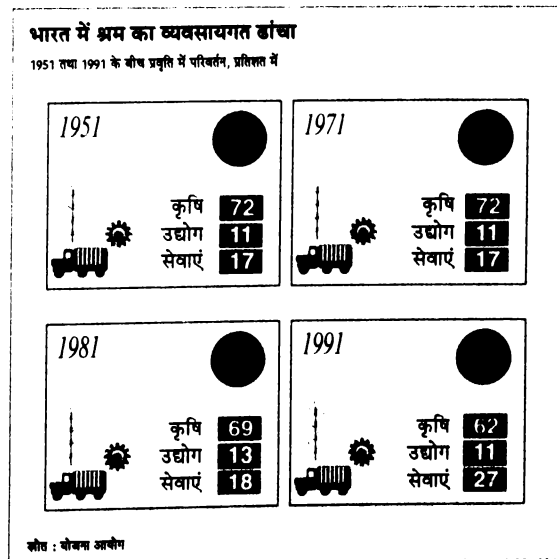 भारत में श्रम का व्यवसायगत ढांचा
1951 तथा 1991 के बीच प्रवृति में परिवर्तन, प्रतिशत में
1951
कृषि 72
उद्योग 11
सेवाएं 17
1971
कृषि 72
उद्योग 11
सेवाएं 17
1981
कृषि 69
उद्योग 13
सेवाएं 18
1991
कृषि 62
उद्योग 11
सेवाएं 27
स्रोत : योजना आयोग